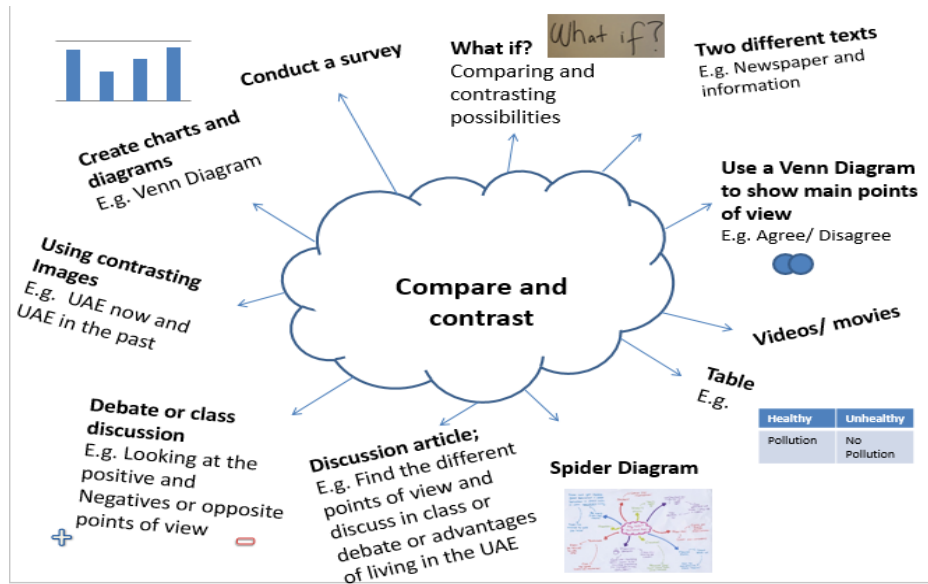 Conduct a survey
What if?
What if?
Comparing and
contrasting
possibilities
Two different texts
E.g. Newspaper and
information
Create charts and
diagrams
E.g. Venn Diagram
Use a Venn Diagram
to show main points
of view
E.g. Agree/ Disagree
Using contrasting
Images
E.g. UAE now and
UAE in the past
Compare and
contrast
Videos/ movies
Table
E.g.
Healthy Unhealthy
Pollution No
Pollution
Debate or class
discussion
E.g. Looking at the
positive and
Negatives or opposite
points of view
Discussion article;
E.g. Find the different
points of view and
discuss in class or
debate or advantages
of living in the UAE
Spider Diagram